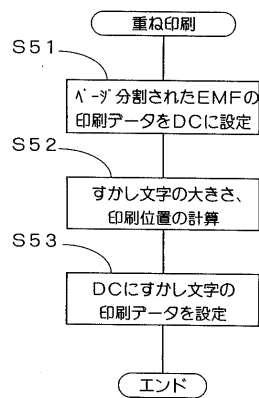 重ね印刷
S51
ページ分割されたEMFの
印刷データをDCに設定
S52
すかし文字の大きさ、
印刷位置の計算
S53
DCにすかし文字の
印刷データを設定
エンド